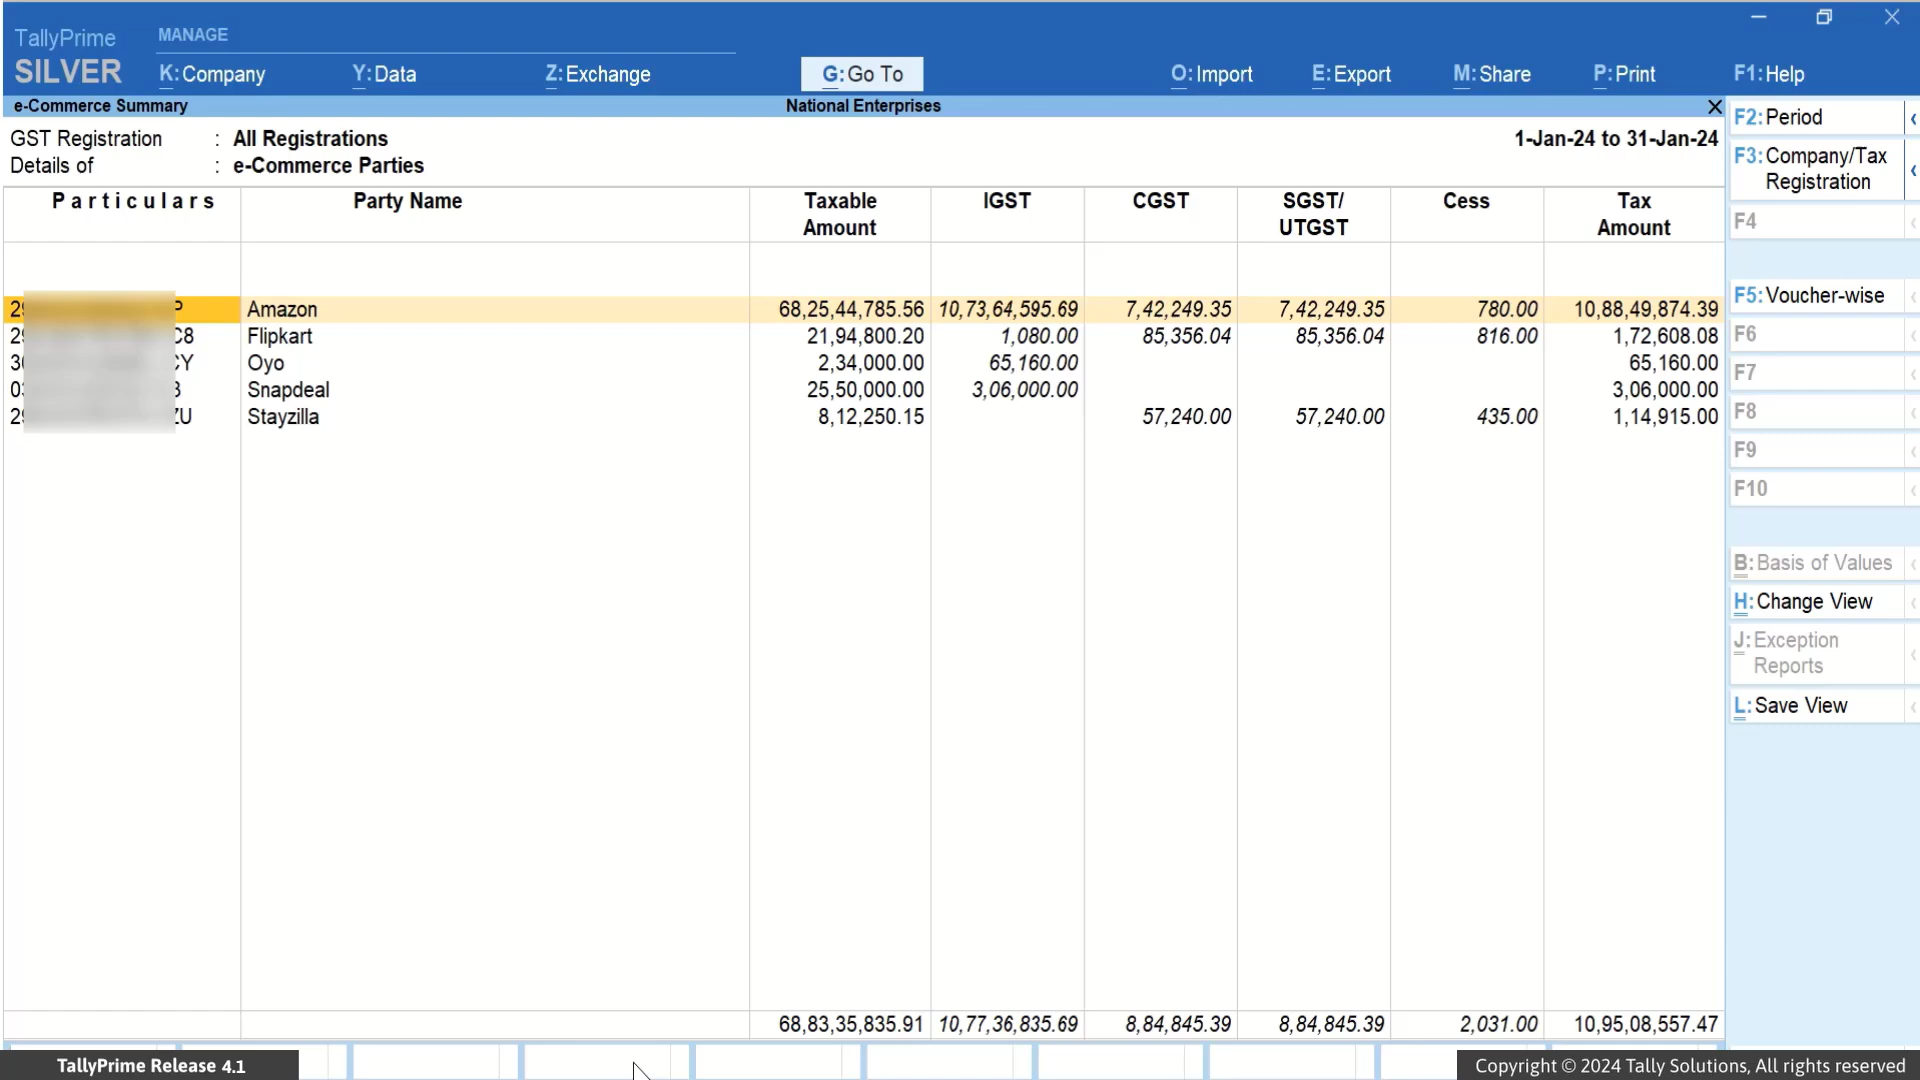 TallyPrime
MANAGE
SILVER
K: Company Y: Data Z: Exchange G: Go To O: Import E: Export M: Share P: Print F1: Help
e-Commerce Summary National Enterprises X
GST Registration : All Registrations 1-Jan-24 to 31-Jan-24
Details of : e-Commerce Parties
Particulars Party Name Taxable Amount IGST CGST SGST/ UTGST Cess Tax Amount
Amazon 68,25,44,785.56 10,73,64,595.69 7,42,249.35 7,42,249.35 780.00 10,88,49,874.39
C8 Flipkart 21,94,800.20 1,080.00 85,356.04 85,356.04 816.00 1,72,608.08
CY Oyo 2,34,000.00 65,160.00 65,160.00
Snapdeal 25,50,000.00 3,06,000.00 3,06,000.00
ZU Stayzilla 8,12,250.15 57,240.00 57,240.00 435.00 1,14,915.00
68,83,35,835.91 10,77,36,835.69 8,84,845.39 8,84,845.39 2,031.00 10,95,08,557.47
F2: Period
F3: Company/Tax
Registration
F4
F5: Voucher-wise
F6
F7
F8
F9
F10
B: Basis of Values
H: Change View
J: Exception
Reports
L: Save View
TallyPrime Release 4.1
Copyright © 2024 Tally Solutions, All rights reserved